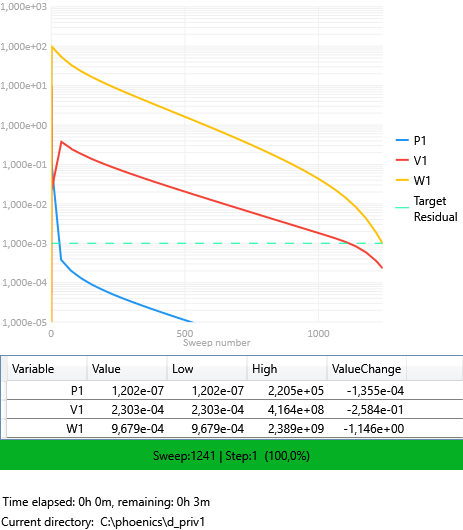 1,000e+03
1,000e+02
1,000e+01
1,000e+00
1,000e-01
1,000e-02
1,000e-03
1,000e-04
1,000e-05
0 500 1000
Sweep number
P1
V1
W1
Target
Residual
Variable Value Low High ValueChange
P1 1,202e-07 1,202e-07 2,205e+05 -1,355e-04
V1 2,303e-04 2,303e-04 4,164e+08 -2,584e-01
W1 9,679e-04 9,679e-04 2,389e+09 -1,146e+00
Sweep:1241 | Step:1 (100,0%)
Time elapsed: 0h 0m, remaining: 0h 3m
Current directory: C:\phoenics\d_priv1